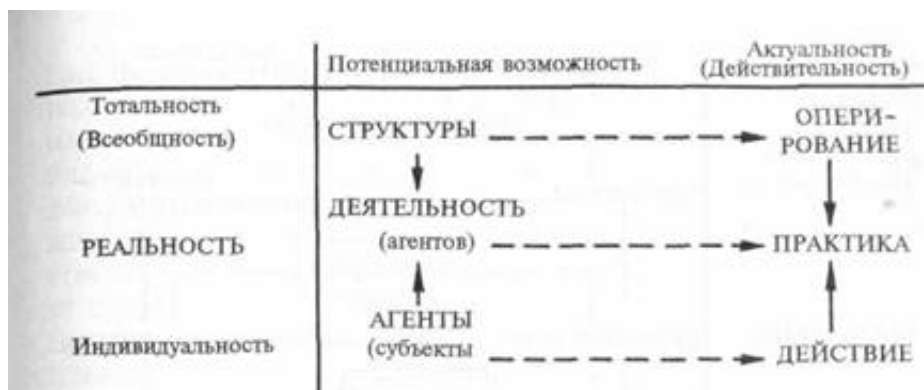 Потенциальная возможность
Актуальность
(Действительность)
Тотальность
(Всеобщность)
СТРУКТУРЫ
ОПЕРИ-
РОВАНИЕ
РЕАЛЬНОСТЬ
ДЕЯТЕЛЬНОСТЬ
(агентов)
ПРАКТИКА
Индивидуальность
АГЕНТЫ
(субъекты
ДЕЙСТВИЕ